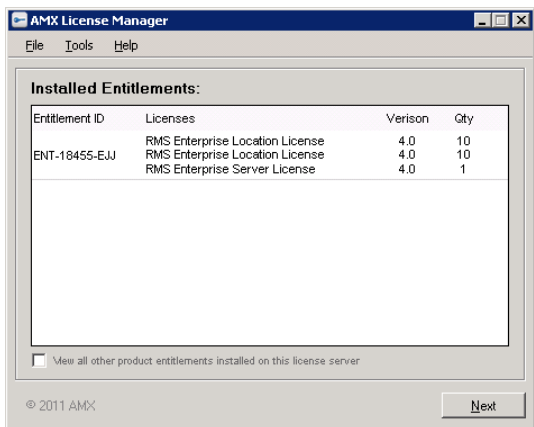 AMX License Manager
File Tools Help
Installed Entitlements:
Entitlement ID Licenses Verison Qty
RMS Enterprise Location License 4.0 10
ENT-18455-EJJ RMS Enterprise Location License 4.0 10
RMS Enterprise Server License 4.0 1
View all other product entitlements installed on this license server
© 2011 AMX Next